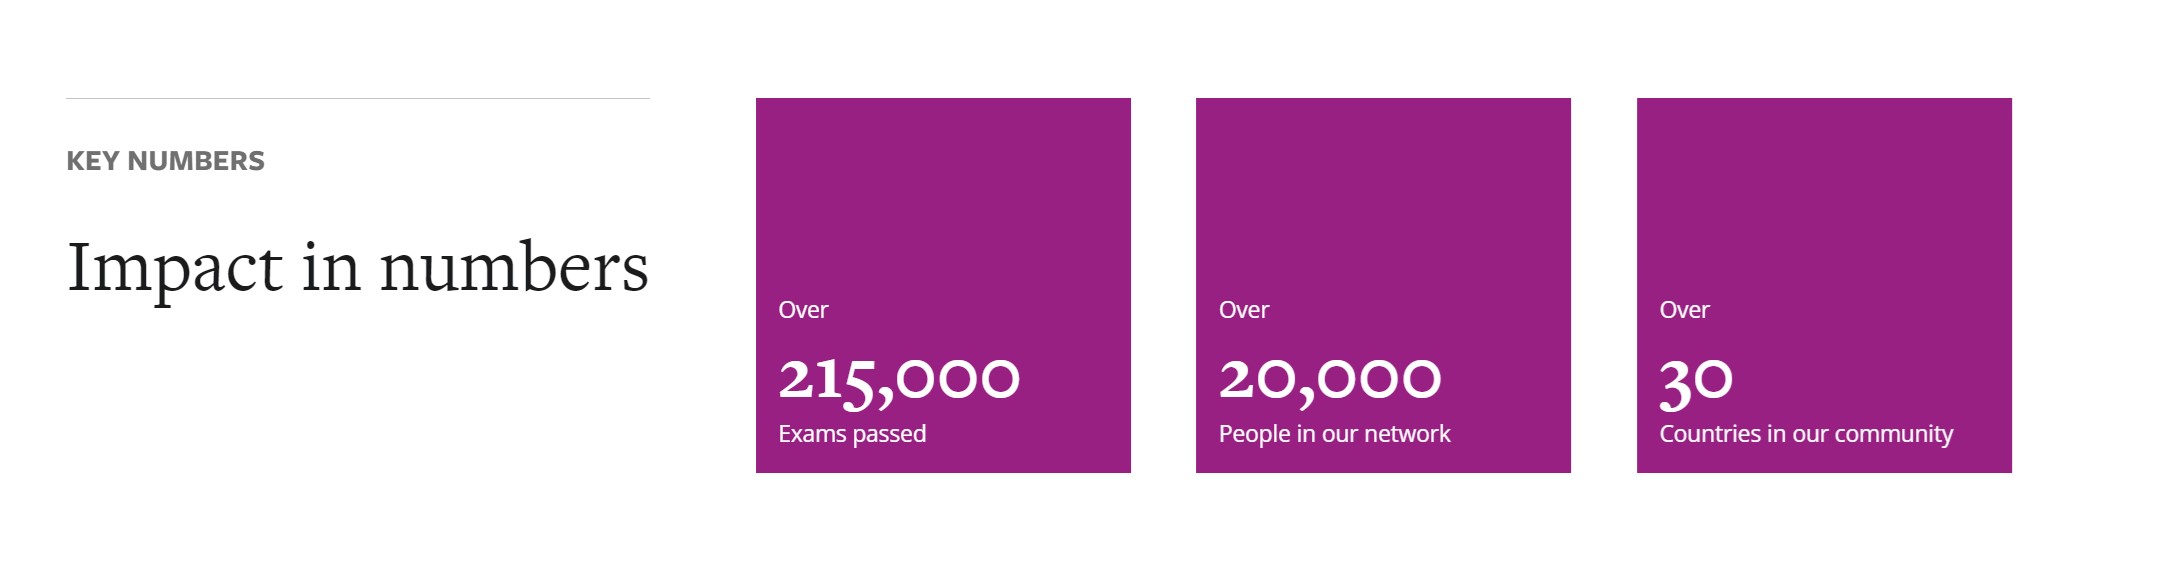 KEY NUMBERS
Impact in numbers
Over
215,000
Exams passed
Over
20,000
People in our network
Over
30
Countries in our community